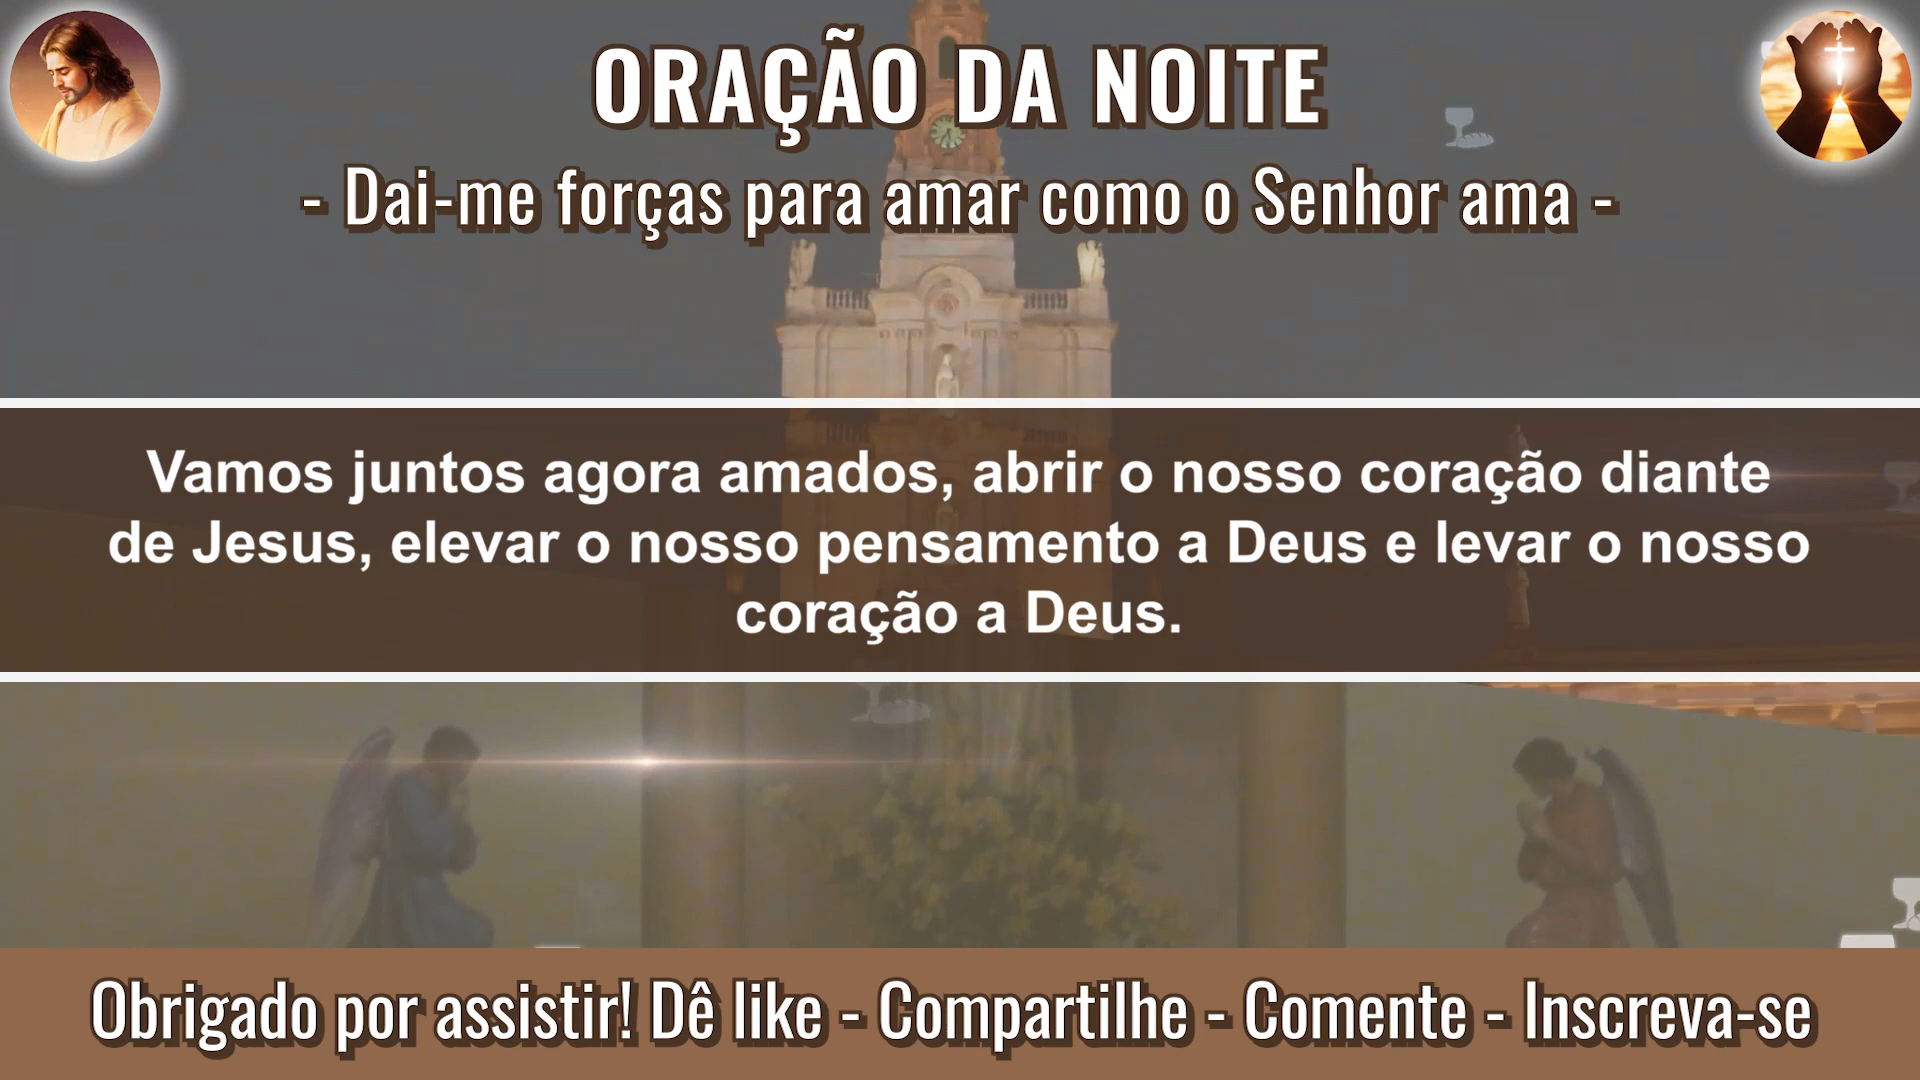 ORAÇÃO DA NOITE
- Dai-me forças para amar como o Senhor ama -
Vamos juntos agora amados, abrir o nosso coração diante
de Jesus, elevar o nosso pensamento a Deus e levar o nosso
coração a Deus.
Obrigado por assistir! Dê like - Compartilhe - Comente - Inscreva-se